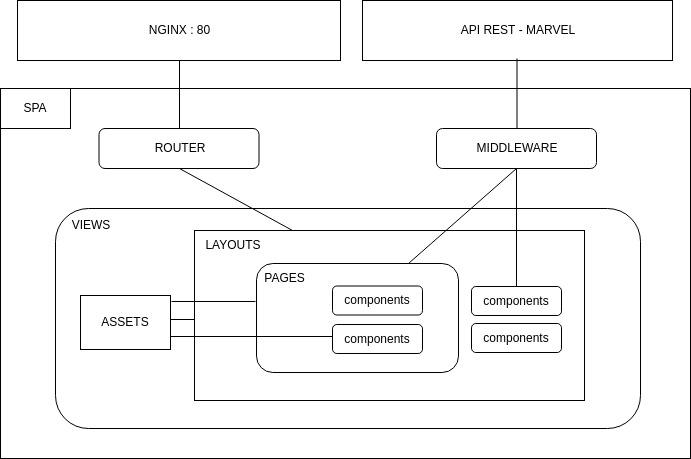 NGINX : 80
API REST - MARVEL
SPA
ROUTER
MIDDLEWARE
VIEWS
LAYOUTS
PAGES
components
components
ASSETS
components
components